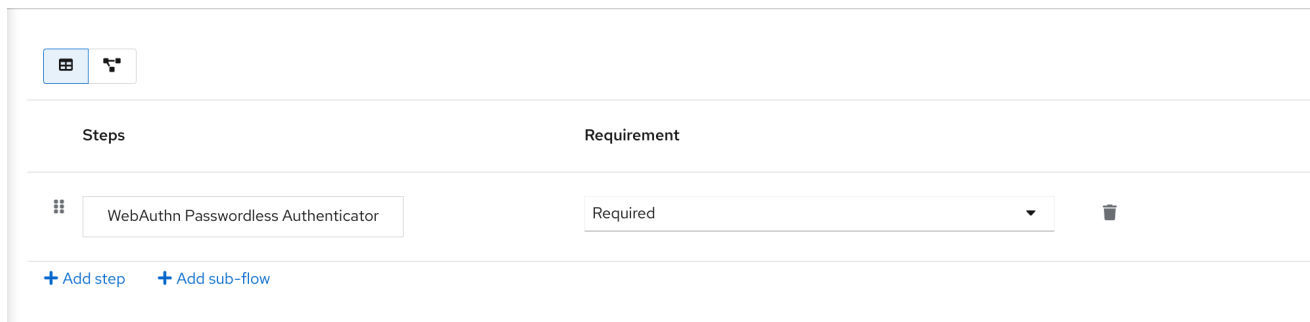 Steps Requirement
WebAuthn Passwordless Authenticator Required
Add step Add sub-flow